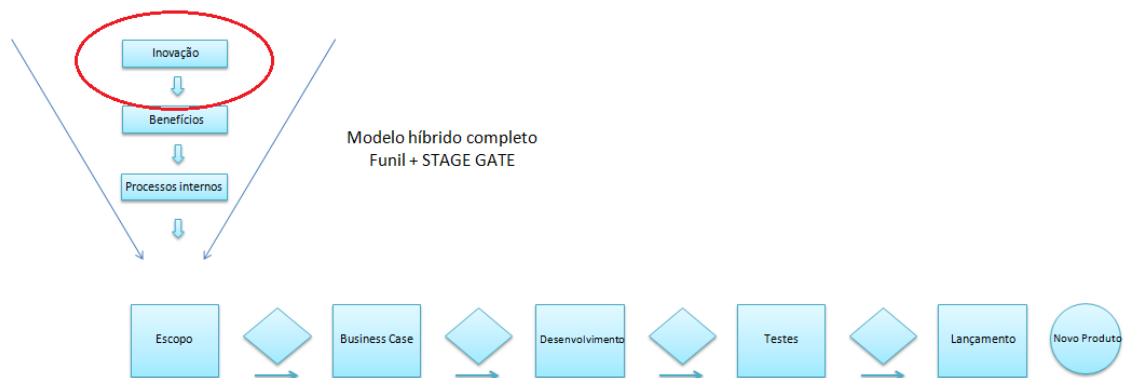 Inovação
Benefícios
Processos internos
Modelo híbrido completo
Funil + STAGE GATE
Escopo
Business Case
Desenvolvimento
Testes
Lançamento
Novo Produto